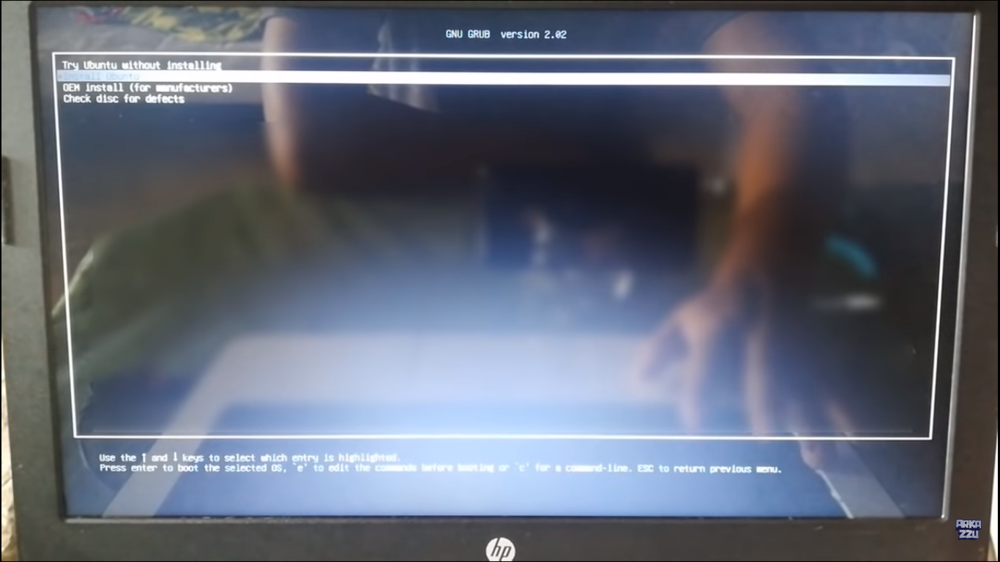 GNU GRUB version 2.02
Try Ubuntu without installing
*Install Ubuntu
OEM install (for manufacturers)
Check disc for defects
Use the ↑ and ↓ keys to select which entry is highlighted.
Press enter to boot the selected OS, `e' to edit the commands before booting or `c' for a command-line. ESC to return previous menu.
hp
ARKA
ZZU